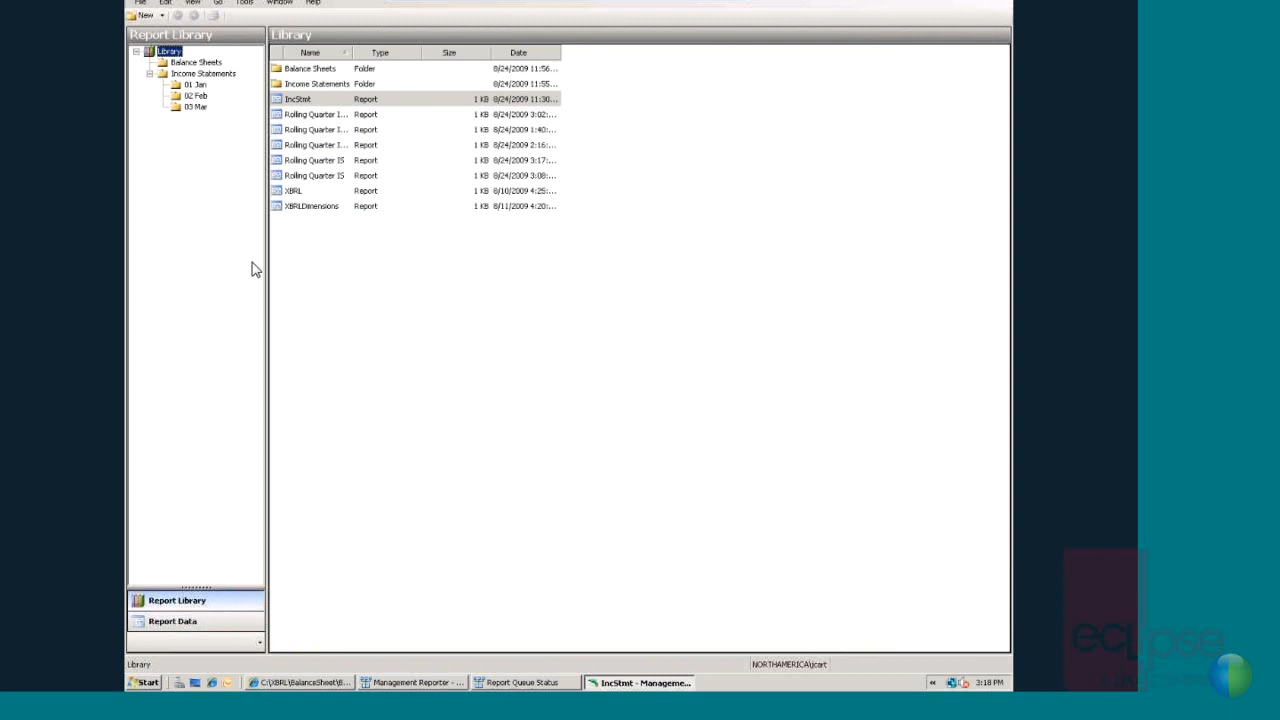 File Edit View Go Tools Window Help
New
Report Library
Library
Library
Balance Sheets
Income Statements
01 Jan
02 Feb
03 Mar
Name Type Size Date
Balance Sheets Folder 8/24/2009 11:56...
Income Statements Folder 8/24/2009 11:55...
IncStmt Report 1 KB 8/24/2009 11:30...
Rolling Quarter I... Report 1 KB 8/24/2009 3:02:...
Rolling Quarter I... Report 1 KB 8/24/2009 1:40:...
Rolling Quarter I... Report 1 KB 8/24/2009 2:16:...
Rolling Quarter IS Report 1 KB 8/24/2009 3:17:...
Rolling Quarter IS Report 1 KB 8/24/2009 3:08:...
XBRL Report 1 KB 8/10/2009 4:25:...
XBRLDmensions Report 1 KB 8/11/2009 4:20:...
Report Library
Report Data
eclipse
Library
NORTHAMERICA\jcart
Start
C:\XBRL\BalanceSheet\B...
Management Reporter - ...
Report Queue Status
IncStmt - Manageme...
3:18 PM